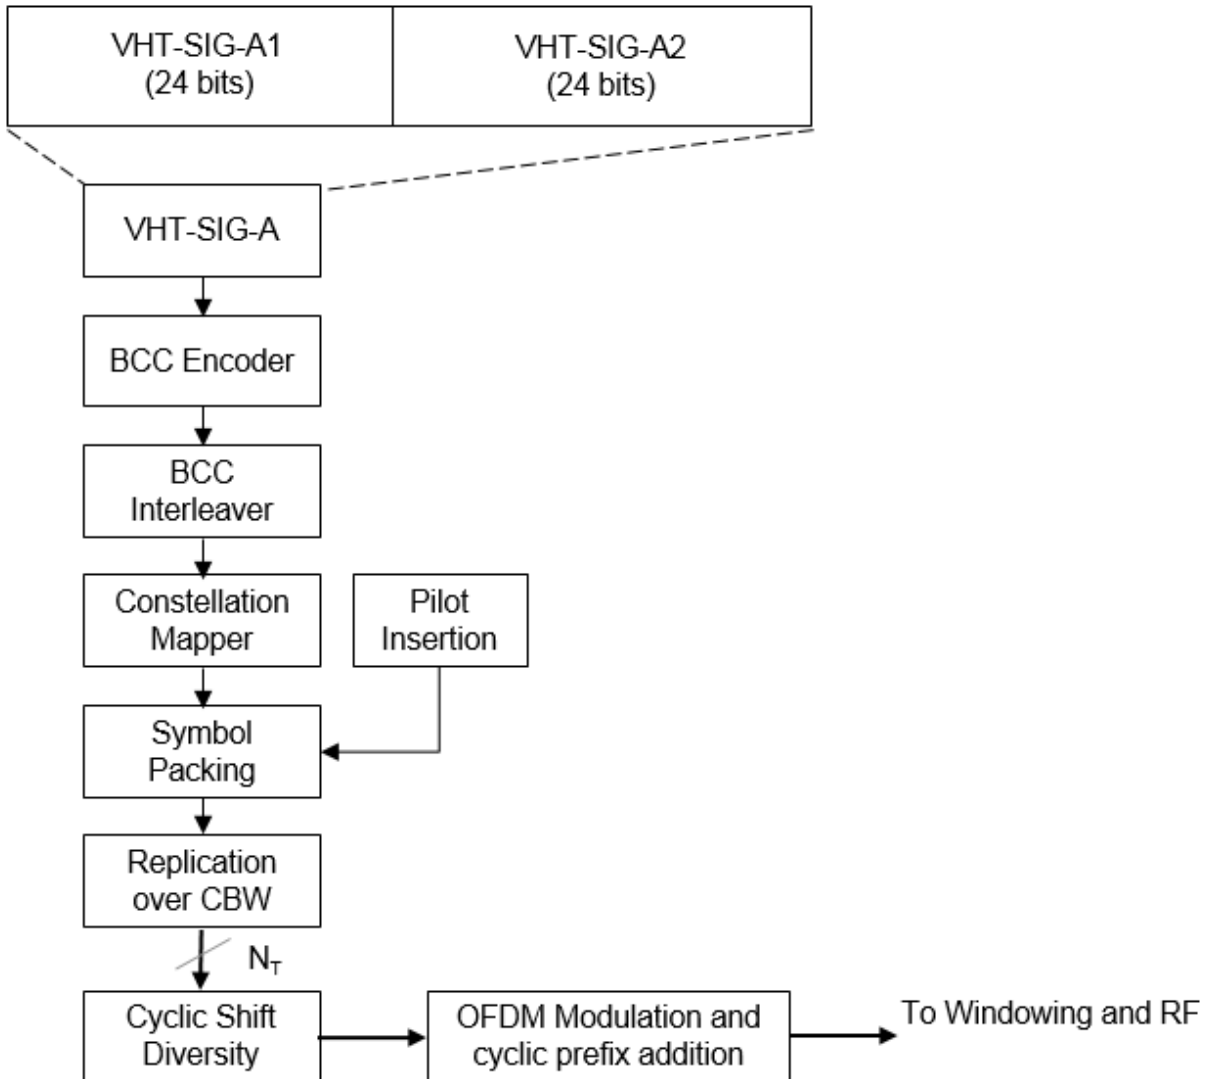 VHT-SIG-A1
(24 bits)
VHT-SIG-A2
(24 bits)
VHT-SIG-A
BCC Encoder
BCC
Interleaver
Constellation
Mapper
Pilot
Insertion
Symbol
Packing
Replication
over CBW
N_T
Cyclic Shift
Diversity
OFDM Modulation and
cyclic prefix addition
To Windowing and RF